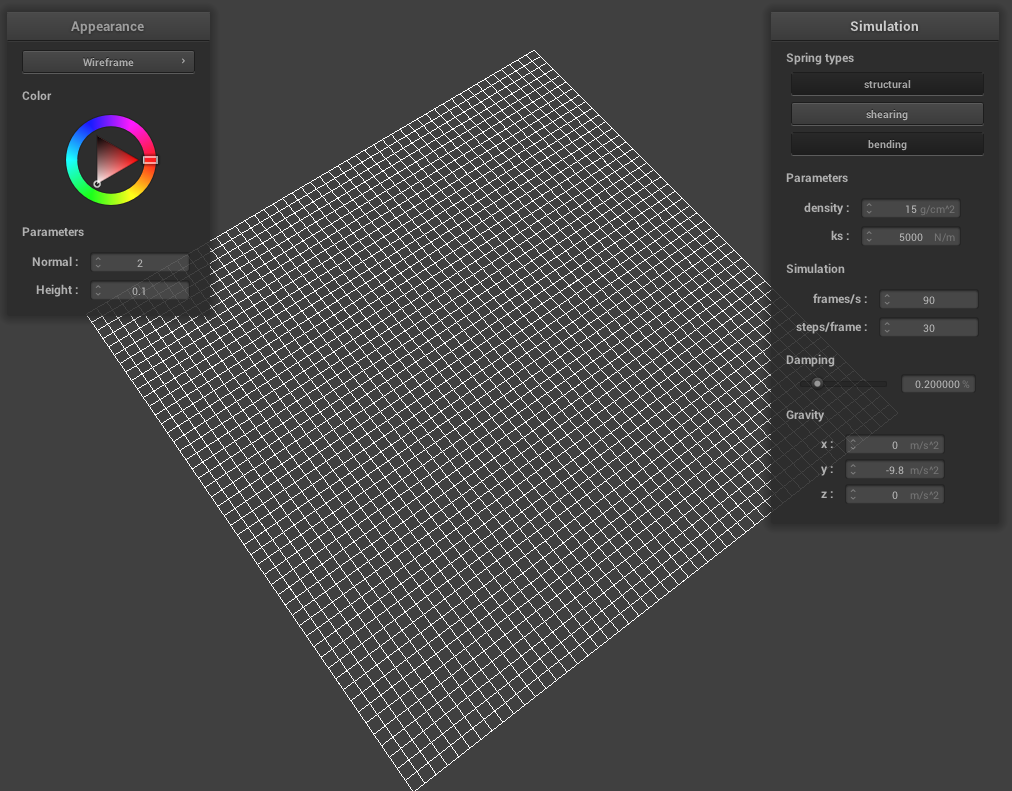 Appearance
Wireframe
Color
Parameters
Normal : 2
Height : 0.1
Simulation
Spring types
structural
shearing
bending
Parameters
density : 15 g/cm^2
ks : 5000 N/m
Simulation
frames/s : 90
steps/frame : 30
Damping
0.200000 %
Gravity
x : 0 m/s^2
y : -9.8 m/s^2
z : 0 m/s^2